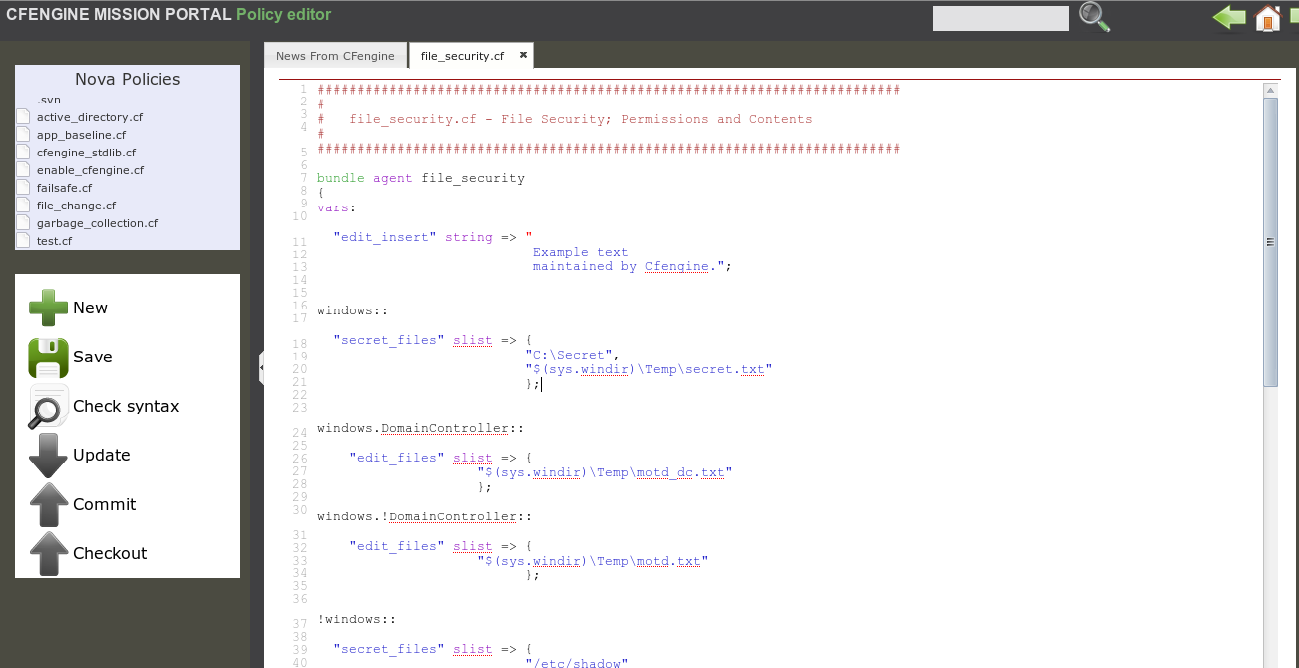 CFENGINE MISSION PORTAL Policy editor
Nova Policies
.svn
active_directory.cf
app_baseline.cf
cfengine_stdlib.cf
enable_cfengine.cf
failsafe.cf
file_change.cf
garbage_collection.cf
test.cf
New
Save
Check syntax
Update
Commit
Checkout
News From CFengine
file_security.cf ✖
1 #########################################################################
2 #
3 #   file_security.cf - File Security; Permissions and Contents
4 #
5 #########################################################################
6
7 bundle agent file_security
8 {
9 vars:
10
11 "edit_insert" string => "
12 Example text
13 maintained by Cfengine.";
14
15
16 windows::
17
18 "secret_files" slist => {
19 "C:\Secret",
20 "$(sys.windir)\Temp\secret.txt"
21 };
22
23
24 windows.DomainController::
25
26 "edit_files" slist => {
27 "$(sys.windir)\Temp\motd_dc.txt"
28 };
29
30 windows.!DomainController::
31
32 "edit_files" slist => {
33 "$(sys.windir)\Temp\motd.txt"
34 };
35
36
37 !windows::
38
39 "secret_files" slist => {
40 "/etc/shadow"